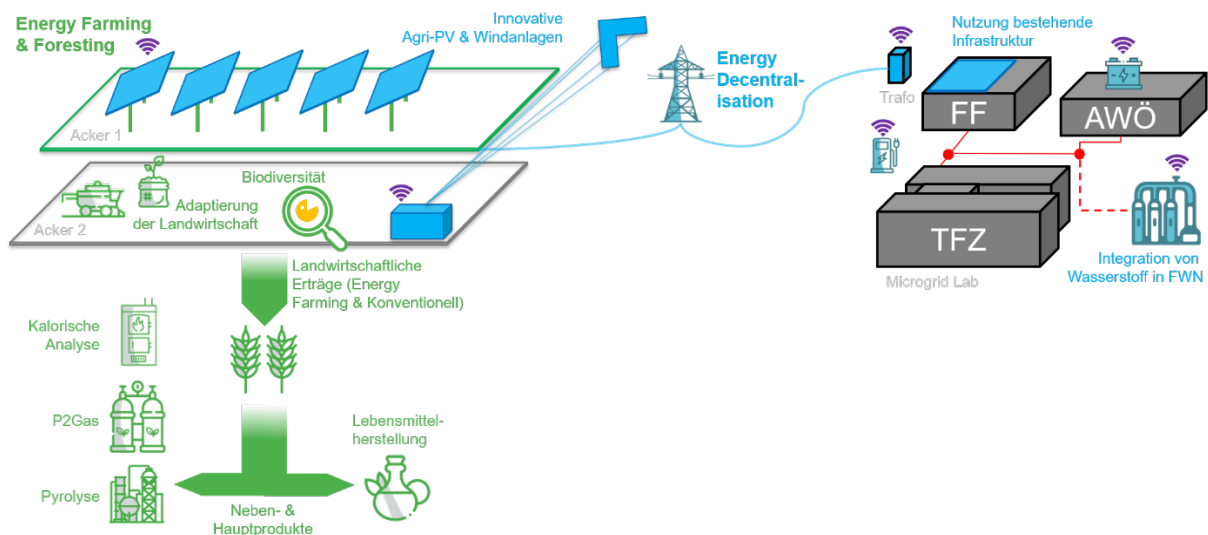 Energy Farming
& Foresting
Innovative
Agri-PV & Windanlagen
Energy
Decentral-
isation
Nutzung bestehende
Infrastruktur
Trafo
FF
AWÖ
Acker 1
Biodiversität
Adaptierung
der Landwirtschaft
Acker 2
TFZ
Microgrid Lab
Integration von
Wasserstoff in FWN
Landwirtschaftliche
Erträge (Energy
Farming & Konventionell)
Kalorische
Analyse
P2Gas
Lebensmittel-
herstellung
Pyrolyse
Neben- &
Hauptprodukte